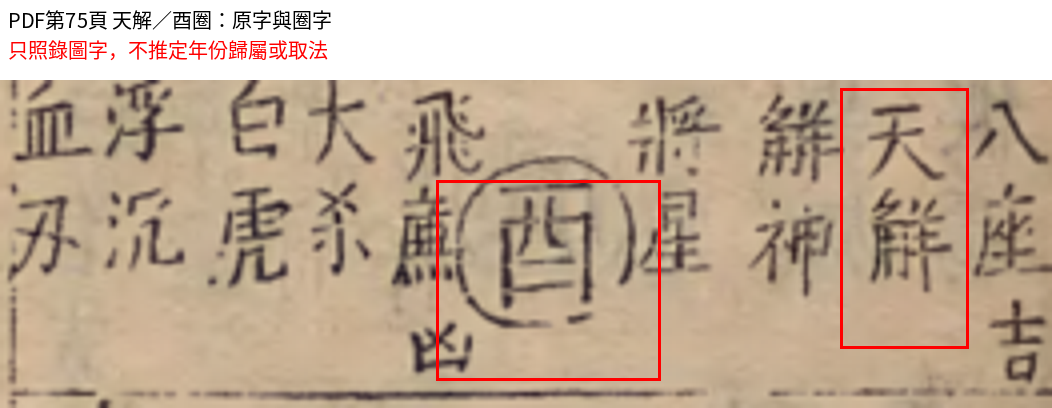 PDF第75頁 天解／酉圈：原字與圈字
只照錄圖字，不推定年份歸屬或取法
八座 吉
天觧
觧神
將星
酉
飛廉 凶
大杀
白虎
浮沉
血刃